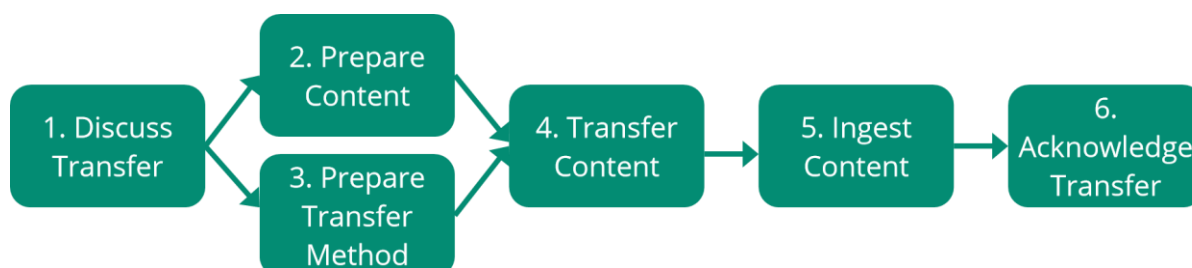 1. Discuss
Transfer
2. Prepare
Content
3. Prepare
Transfer
Method
4. Transfer
Content
5. Ingest
Content
6.
Acknowledge
Transfer